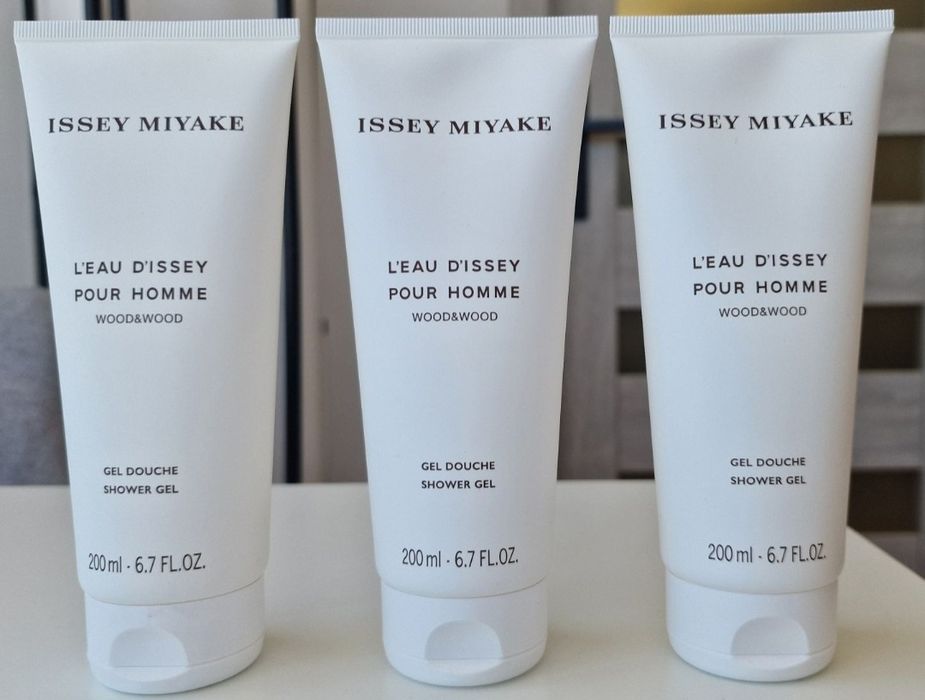 ISSEY MIYAKE
L'EAU D'ISSEY
POUR HOMME
WOOD&WOOD
GEL DOUCHE
SHOWER GEL
200 ml - 6.7 FL.OZ.
ISSEY MIYAKE
L'EAU D'ISSEY
POUR HOMME
WOOD&WOOD
GEL DOUCHE
SHOWER GEL
200 ml - 6.7 FL.OZ.
ISSEY MIYAKE
L'EAU D'ISSEY
POUR HOMME
WOOD&WOOD
GEL DOUCHE
SHOWER GEL
200 ml - 6.7 FL.OZ.